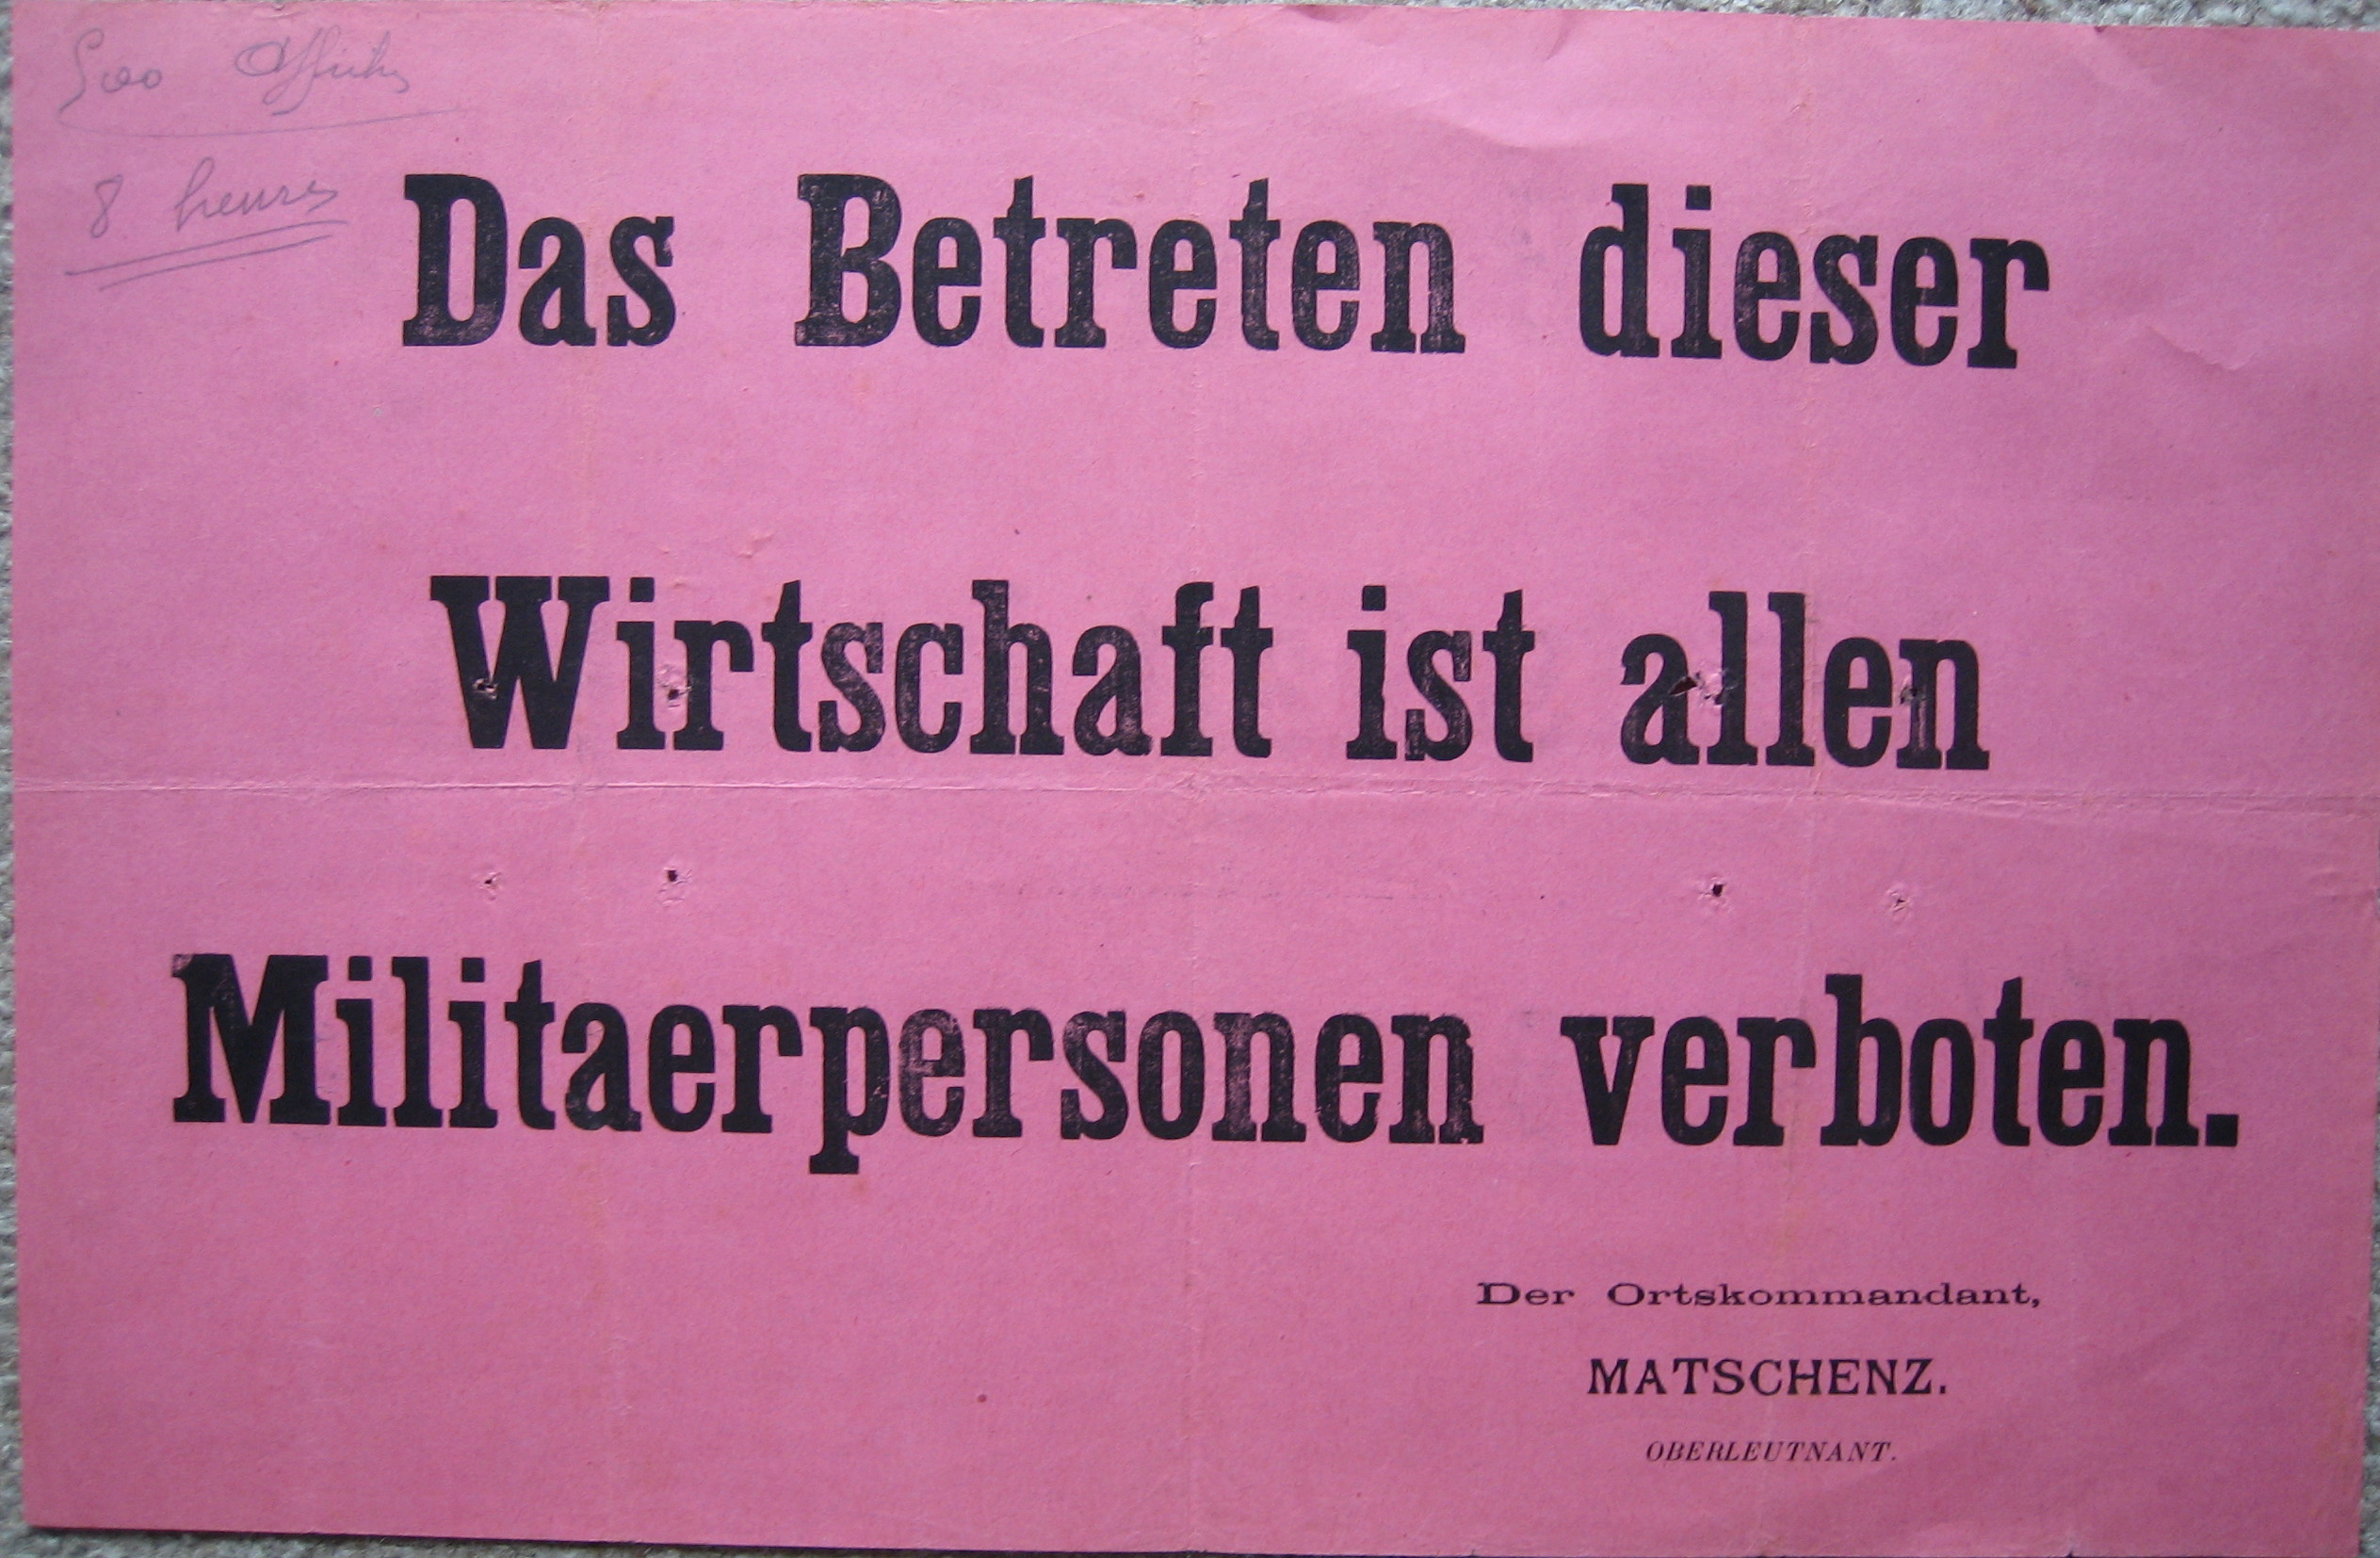 8 heures
Das Betreten dieser
Wirtschaft ist allen
Militaerpersonen verboten.
Der Ortskommandant,
MATSCHENZ.
OBERLEUTNANT.